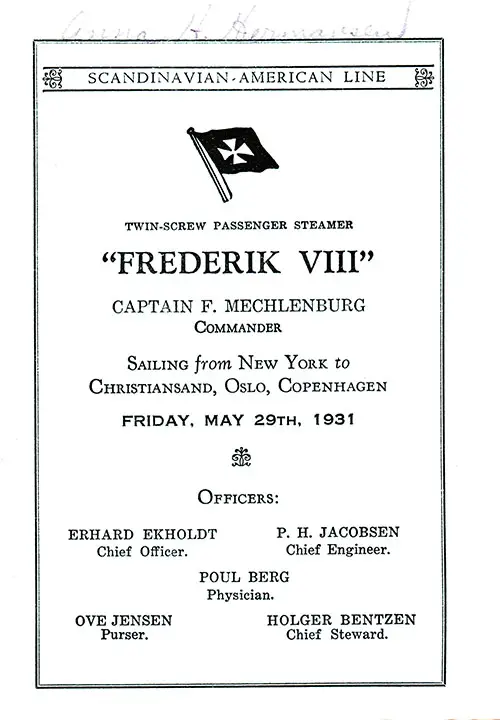 Anna K. Hermansen
SCANDINAVIAN-AMERICAN LINE
TWIN-SCREW PASSENGER STEAMER
“FREDERIK VIII”
CAPTAIN F. MECHLENBURG
COMMANDER
SAILING from NEW YORK to
CHRISTIANSAND, OSLO, COPENHAGEN
FRIDAY, MAY 29TH, 1931
OFFICERS:
ERHARD EKHOLDT P. H. JACOBSEN
Chief Officer. Chief Engineer.
POUL BERG
Physician.
OVE JENSEN HOLGER BENTZEN
Purser. Chief Steward.